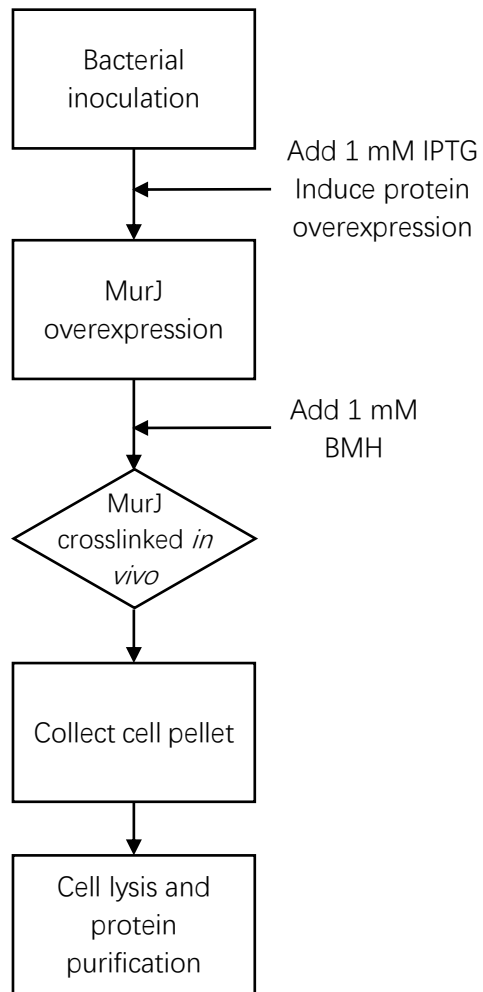 Bacterial
inoculation
Add 1 mM IPTG
Induce protein
overexpression
MurJ
overexpression
Add 1 mM
BMH
MurJ
crosslinked in
vivo
Collect cell pellet
Cell lysis and
protein
purification